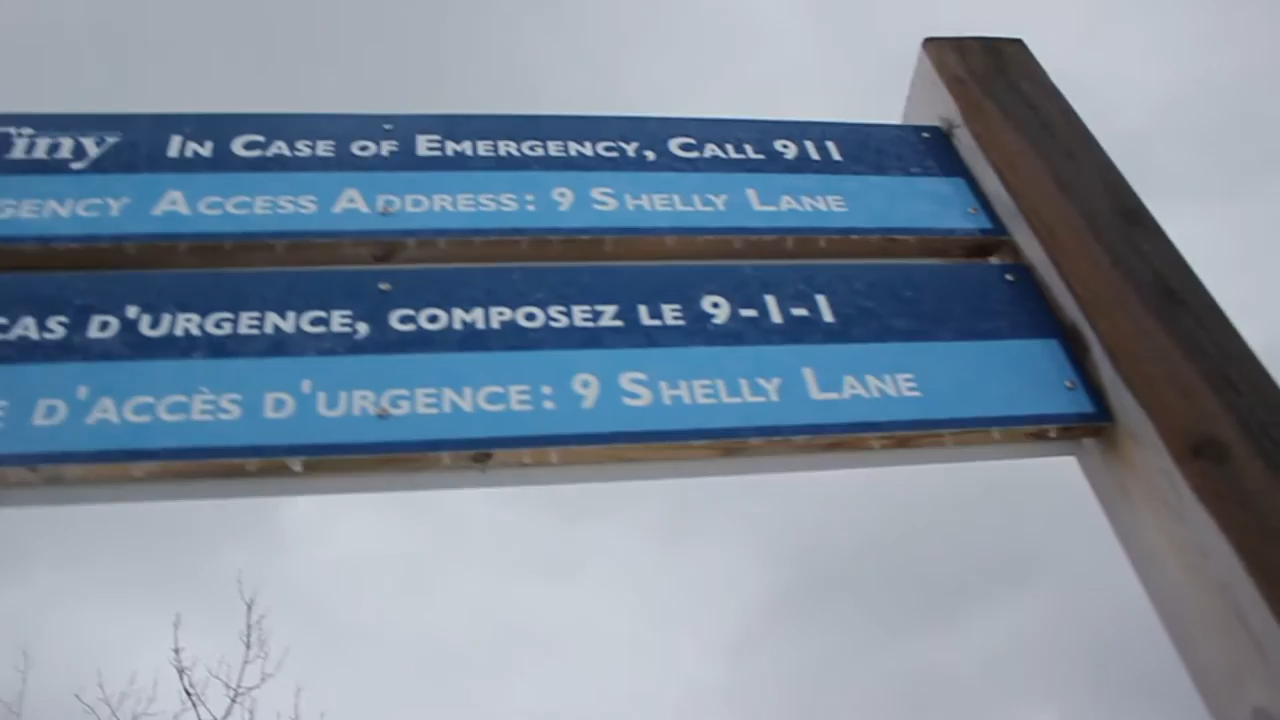 Tiny IN CASE OF EMERGENCY, CALL 911
ACCESS ADDRESS: 9 SHELLY LANE
CAS D'URGENCE, COMPOSEZ LE 9-1-1
D'ACCÈS D'URGENCE: 9 SHELLY LANE